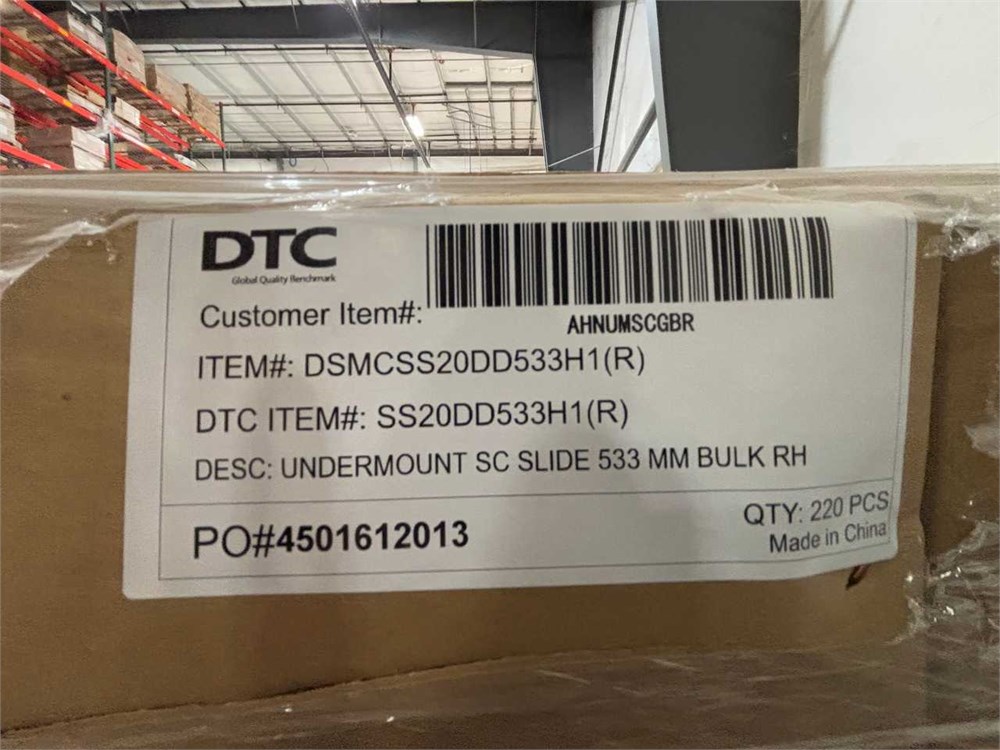 DTC
Global Quality Benchmark
Customer Item#:
AHNUMSCGBR
ITEM#: DSMCSS20DD533H1(R)
DTC ITEM#: SS20DD533H1(R)
DESC: UNDERMOUNT SC SLIDE 533 MM BULK RH
PO#4501612013
QTY: 220 PCS
Made in China